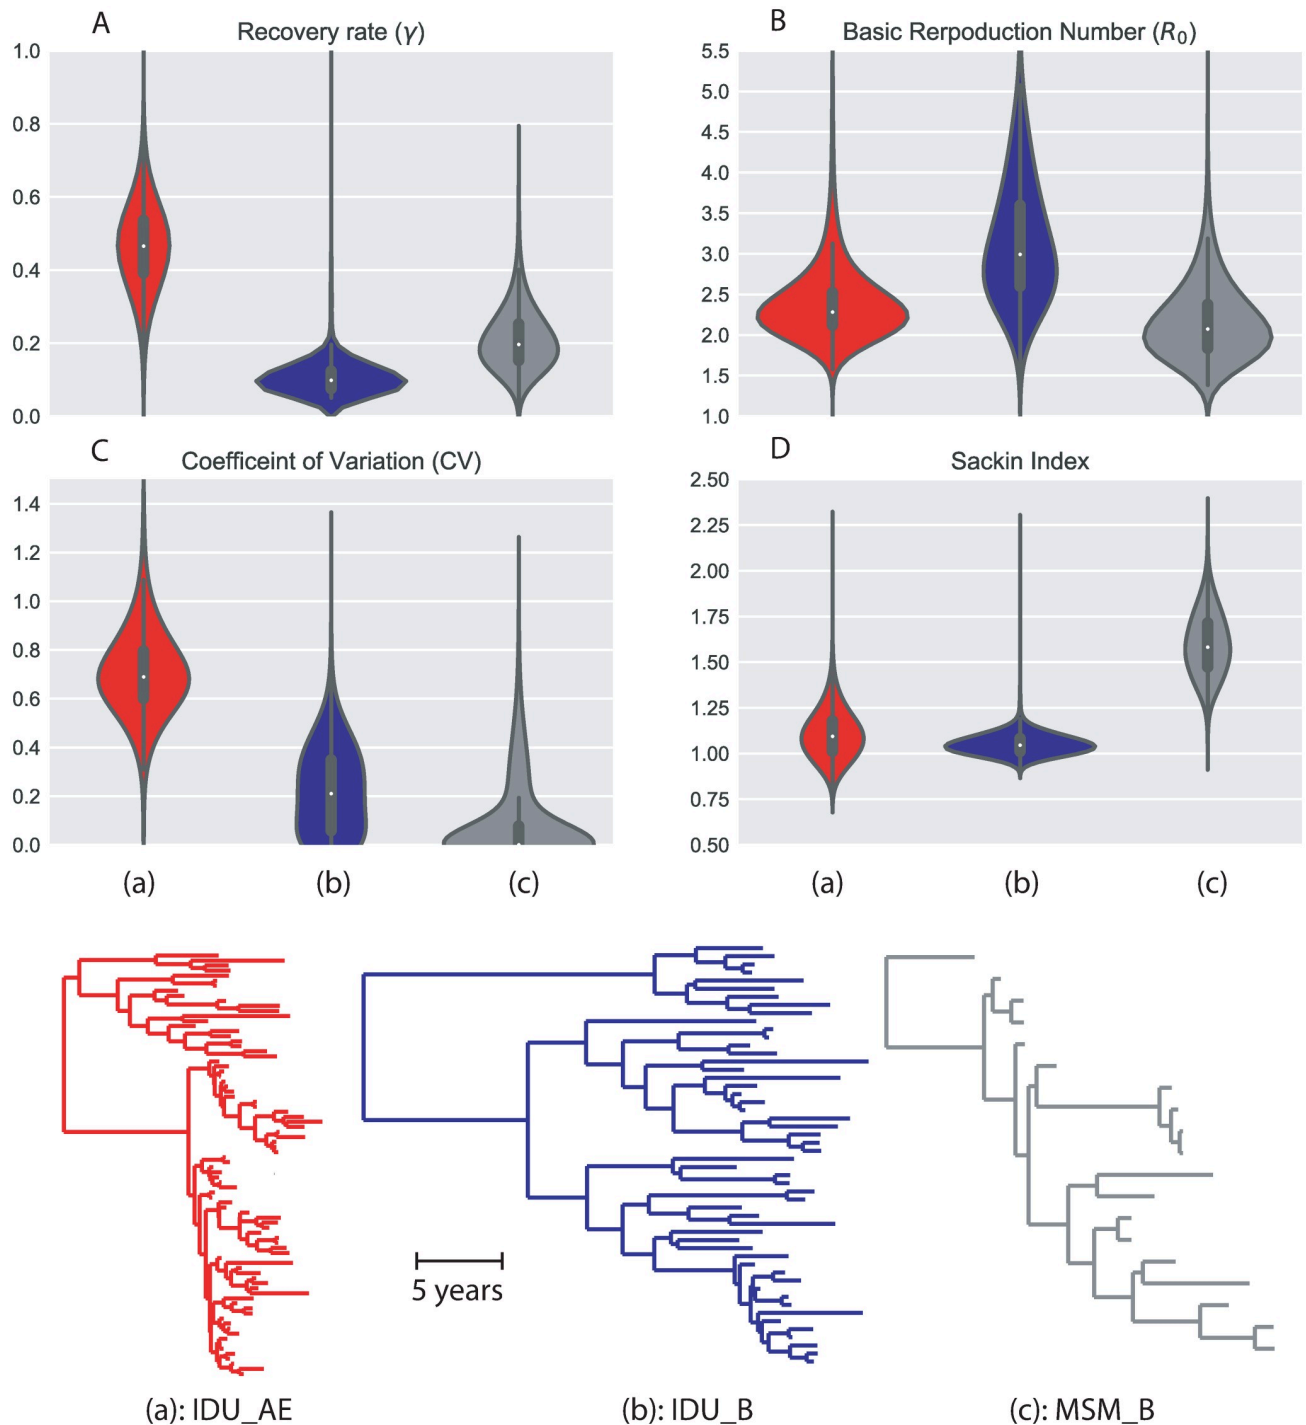 A
Recovery rate (γ)
1.0
0.8
0.6
0.4
0.2
0.0
B
Basic Rerpoduction Number (R₀)
5.5
5.0
4.5
4.0
3.5
3.0
2.5
2.0
1.5
1.0
C
Coefficeint of Variation (CV)
1.4
1.2
1.0
0.8
0.6
0.4
0.2
0.0
(a) (b) (c)
D
Sackin Index
2.50
2.25
2.00
1.75
1.50
1.25
1.00
0.75
0.50
(a) (b) (c)
5 years
(a): IDU_AE (b): IDU_B (c): MSM_B